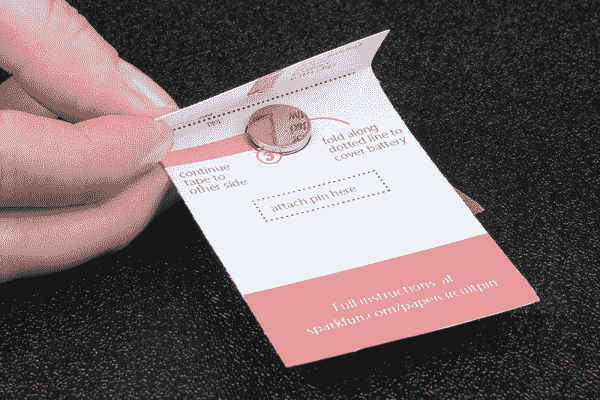 3
continue
tape to
other side
fold along
dotted line to
cover battery
attach pin here
Full instructions at
sparkfun.com/papercircuitpin